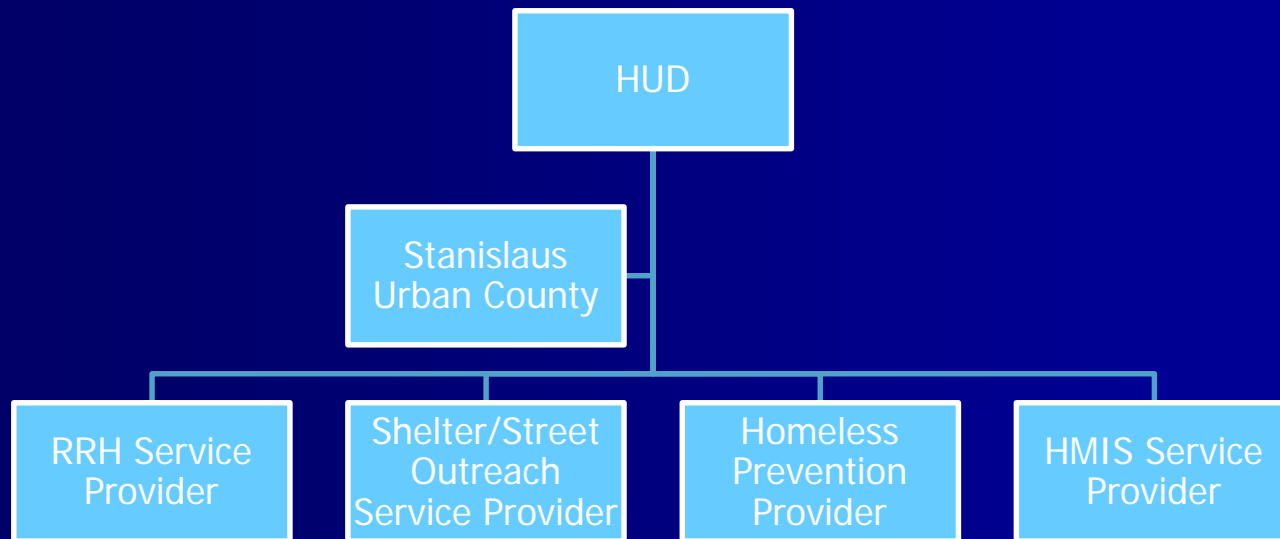 HUD
Stanislaus
Urban County
RRH Service
Provider
Shelter/Street
Outreach
Service Provider
Homeless
Prevention
Provider
HMIS Service
Provider